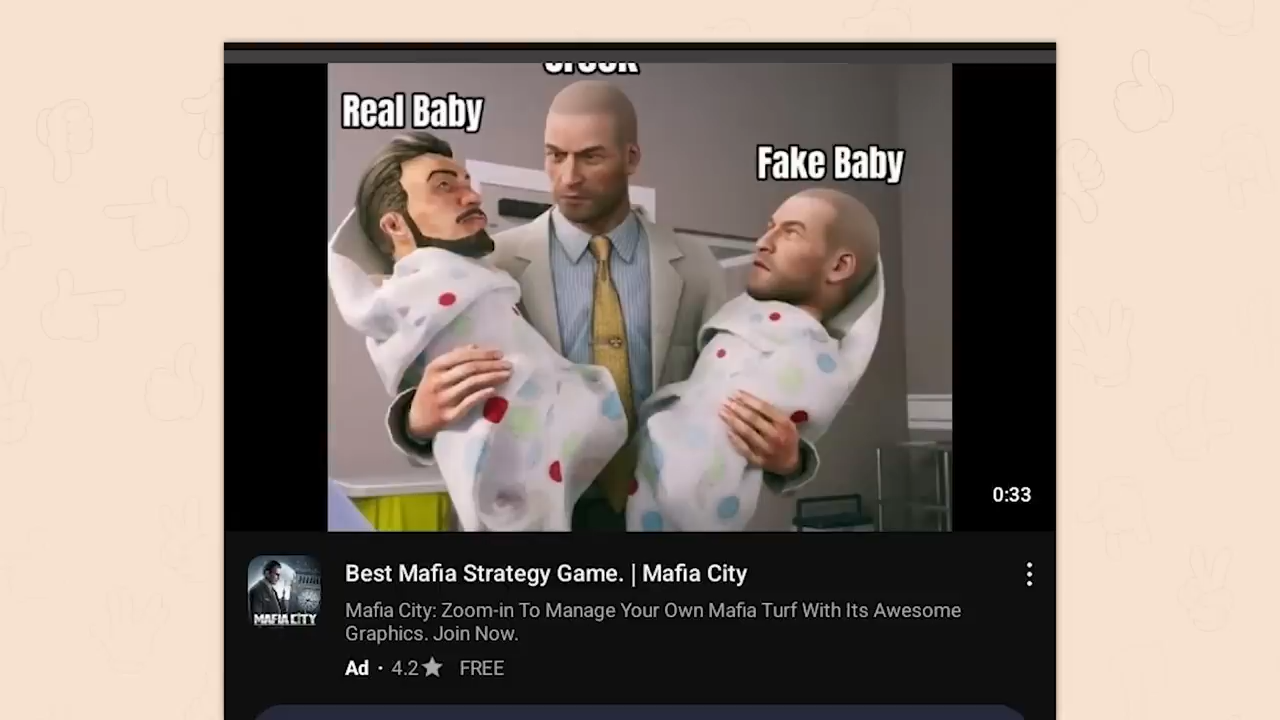 Real Baby
Fake Baby
0:33
Best Mafia Strategy Game. | Mafia City
Mafia City: Zoom-in To Manage Your Own Mafia Turf With Its Awesome
Graphics. Join Now.
MAFIA CITY
Ad · 4.2★ FREE